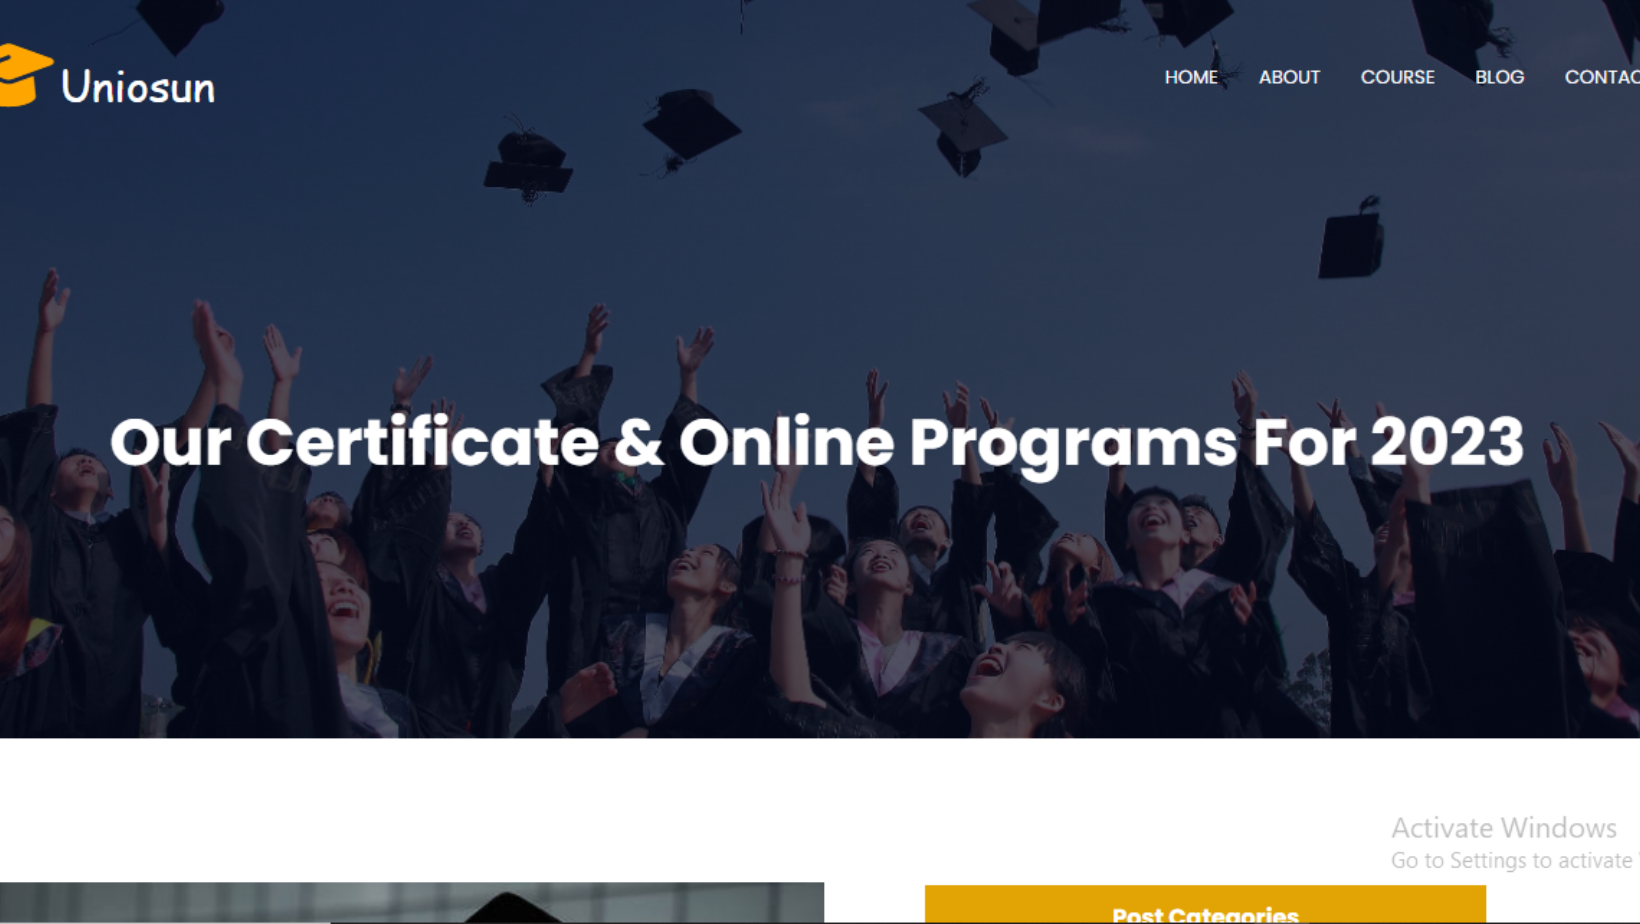 Uniosun
HOME ABOUT COURSE BLOG CONTAC
Our Certificate & Online Programs For 2023
Activate Windows
Go to Settings to activate
Post Categories